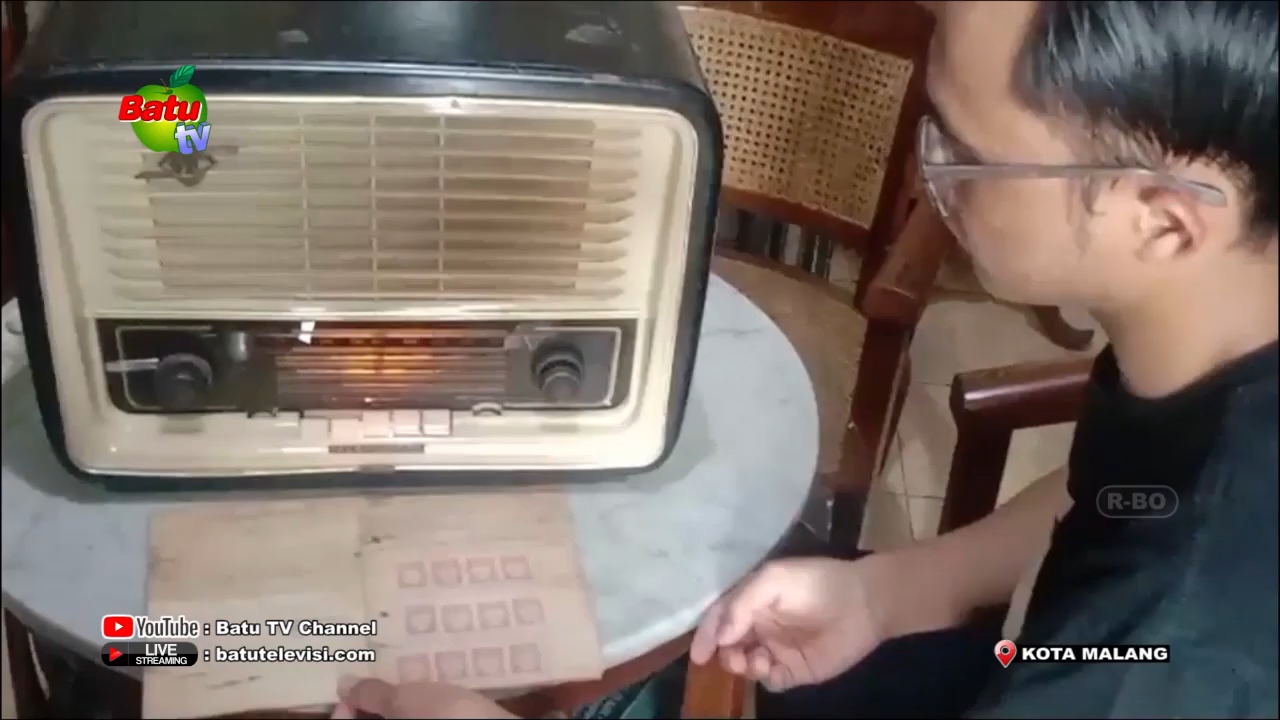 Batu
tv
R-BO
YouTube : Batu TV Channel
LIVE
STREAMING : batutelevisi.com
KOTA MALANG